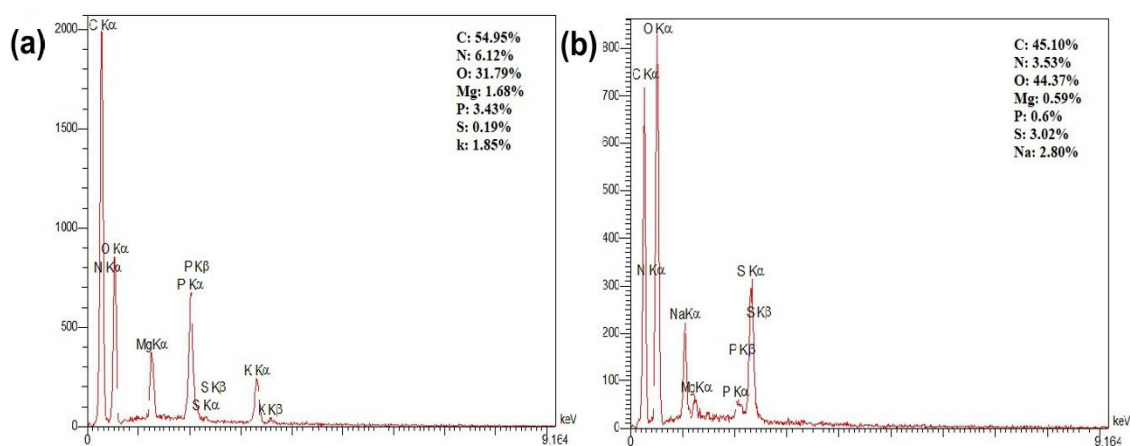 (a)
2000
1500
1000
500
0
C Kα
O Kα
N Kα
MgKα
P Kβ
P Kα
S Kβ
S Kα
K Kα
K Kβ
keV
9.164
C: 54.95%
N: 6.12%
O: 31.79%
Mg: 1.68%
P: 3.43%
S: 0.19%
k: 1.85%
(b)
800
700
600
500
400
300
200
100
0
0
O Kα
C Kα
N Kα
NaKα
MgKα
P Kβ
P Kα
S Kα
S Kβ
keV
9.164
C: 45.10%
N: 3.53%
O: 44.37%
Mg: 0.59%
P: 0.6%
S: 3.02%
Na: 2.80%